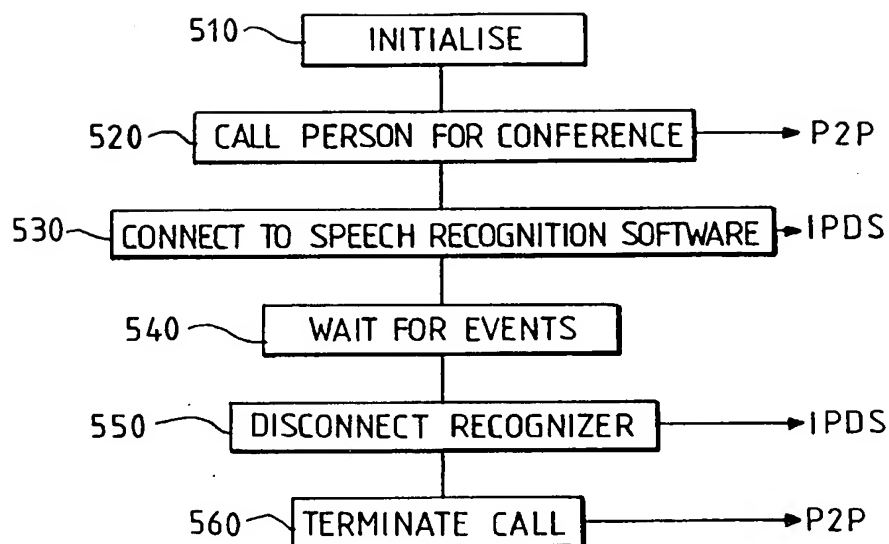 510 INITIALISE
520 CALL PERSON FOR CONFERENCE P2P
530 CONNECT TO SPEECH RECOGNITION SOFTWARE IPDS
540 WAIT FOR EVENTS
550 DISCONNECT RECOGNIZER IPDS
560 TERMINATE CALL P2P